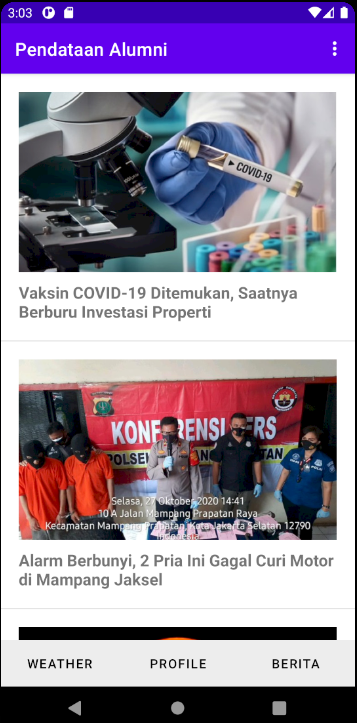 3:03
Pendataan Alumni
COVID-19
Vaksin COVID-19 Ditemukan, Saatnya
Berburu Investasi Properti
KONFERENSI PERS
POLSEK
Selasa, 27 Oktober 2020 14:41
10 A Jalan Mampang Prapatan Raya
Kecamatan Mampang Prapatan, Kota Jakarta Selatan 12790
Indonesia
Alarm Berbunyi, 2 Pria Ini Gagal Curi Motor
di Mampang Jaksel
WEATHER PROFILE BERITA